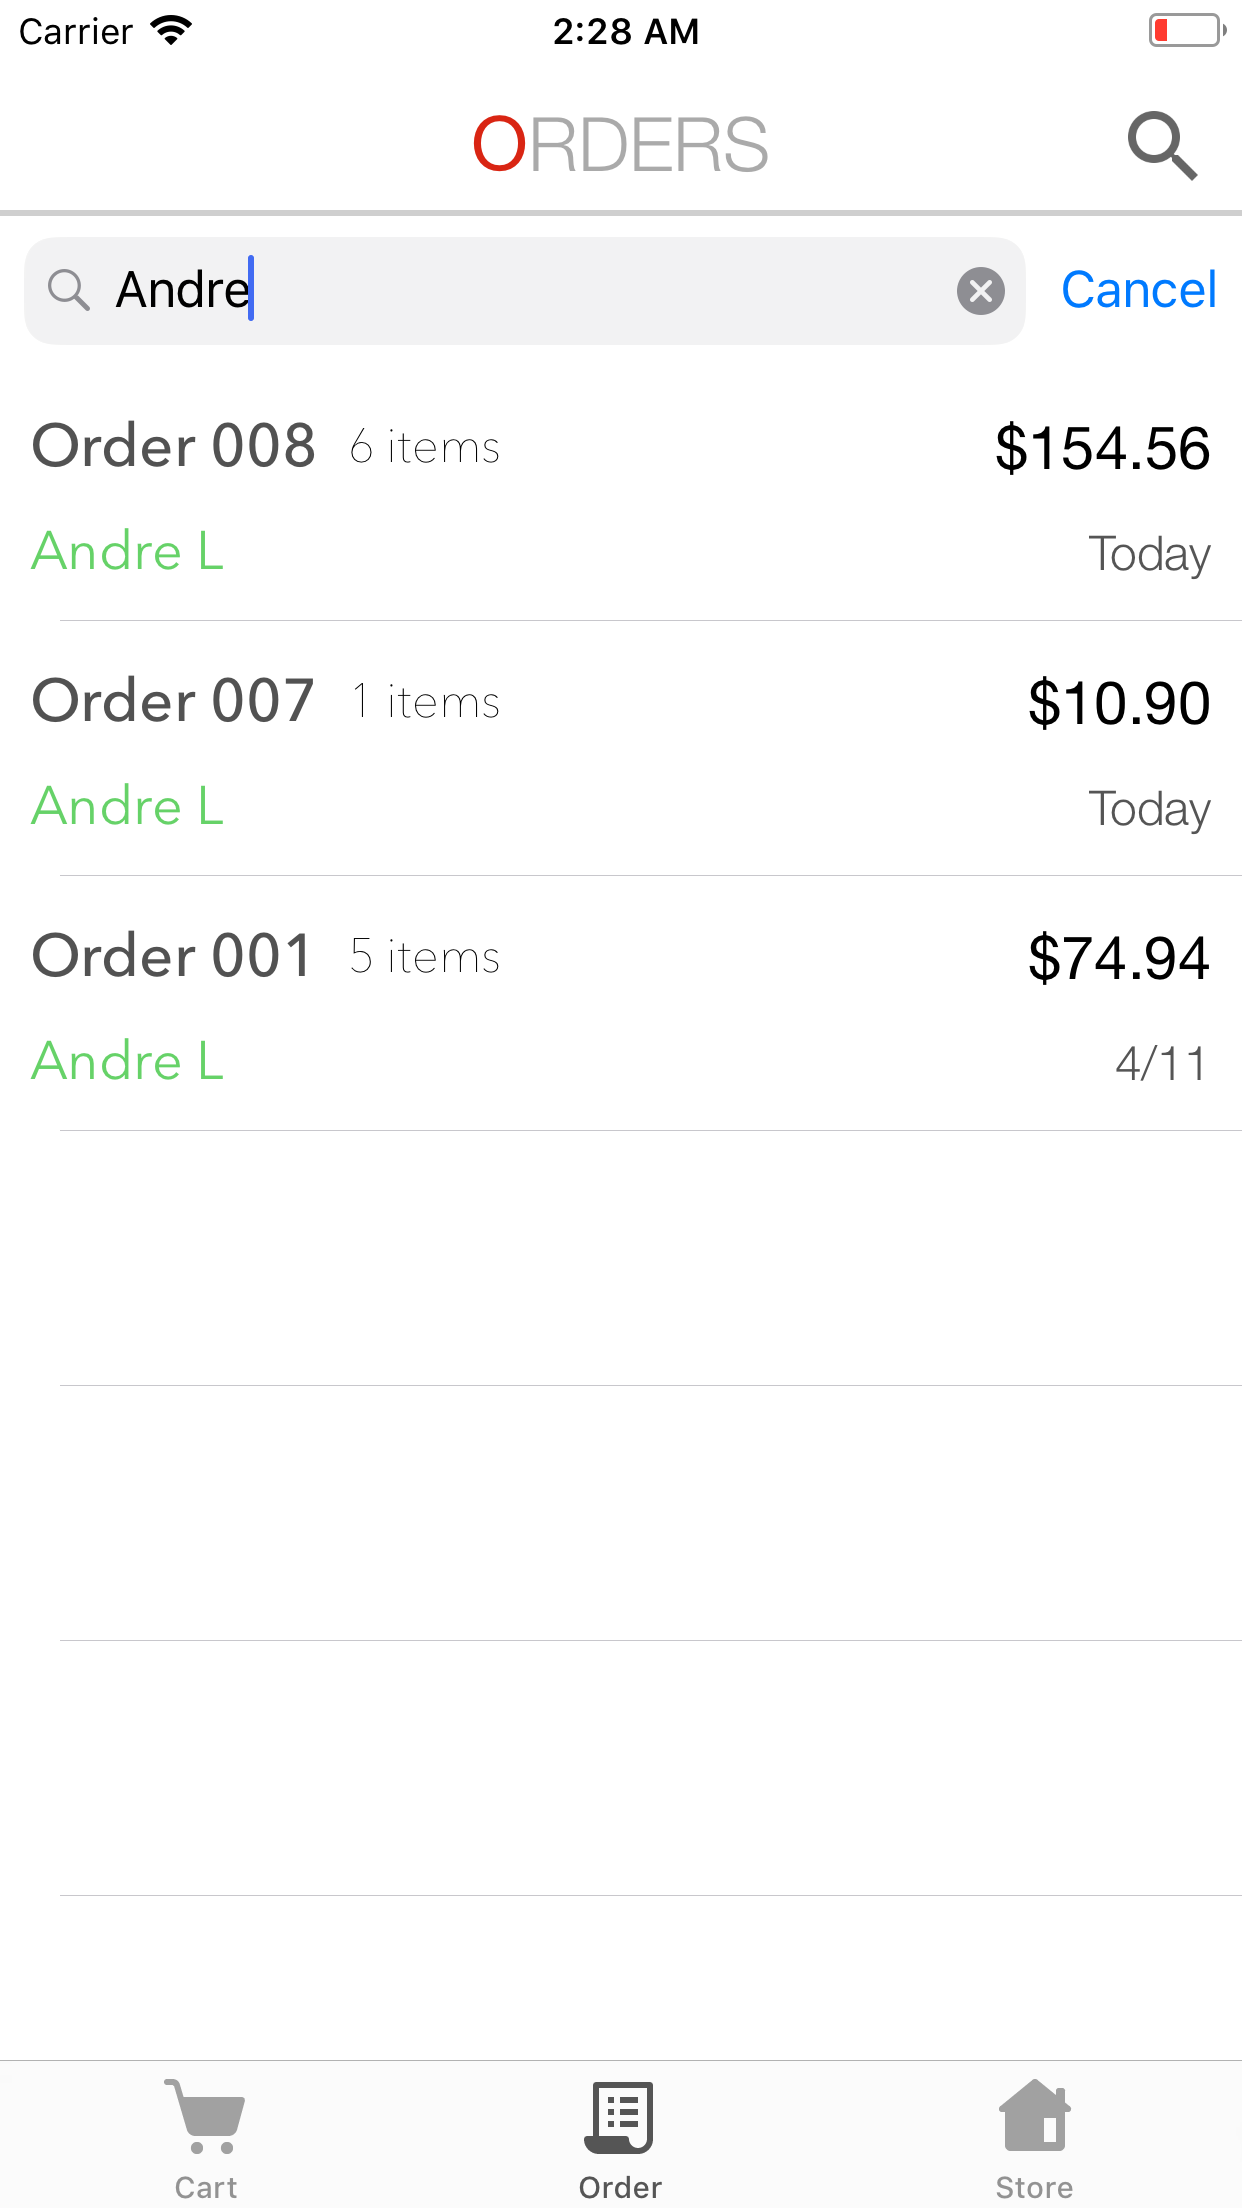 Carrier 2:28 AM
ORDERS
Andre Cancel
Order 008 6 items $154.56
Andre L Today
Order 007 1 items $10.90
Andre L Today
Order 001 5 items $74.94
Andre L 4/11
Cart Order Store